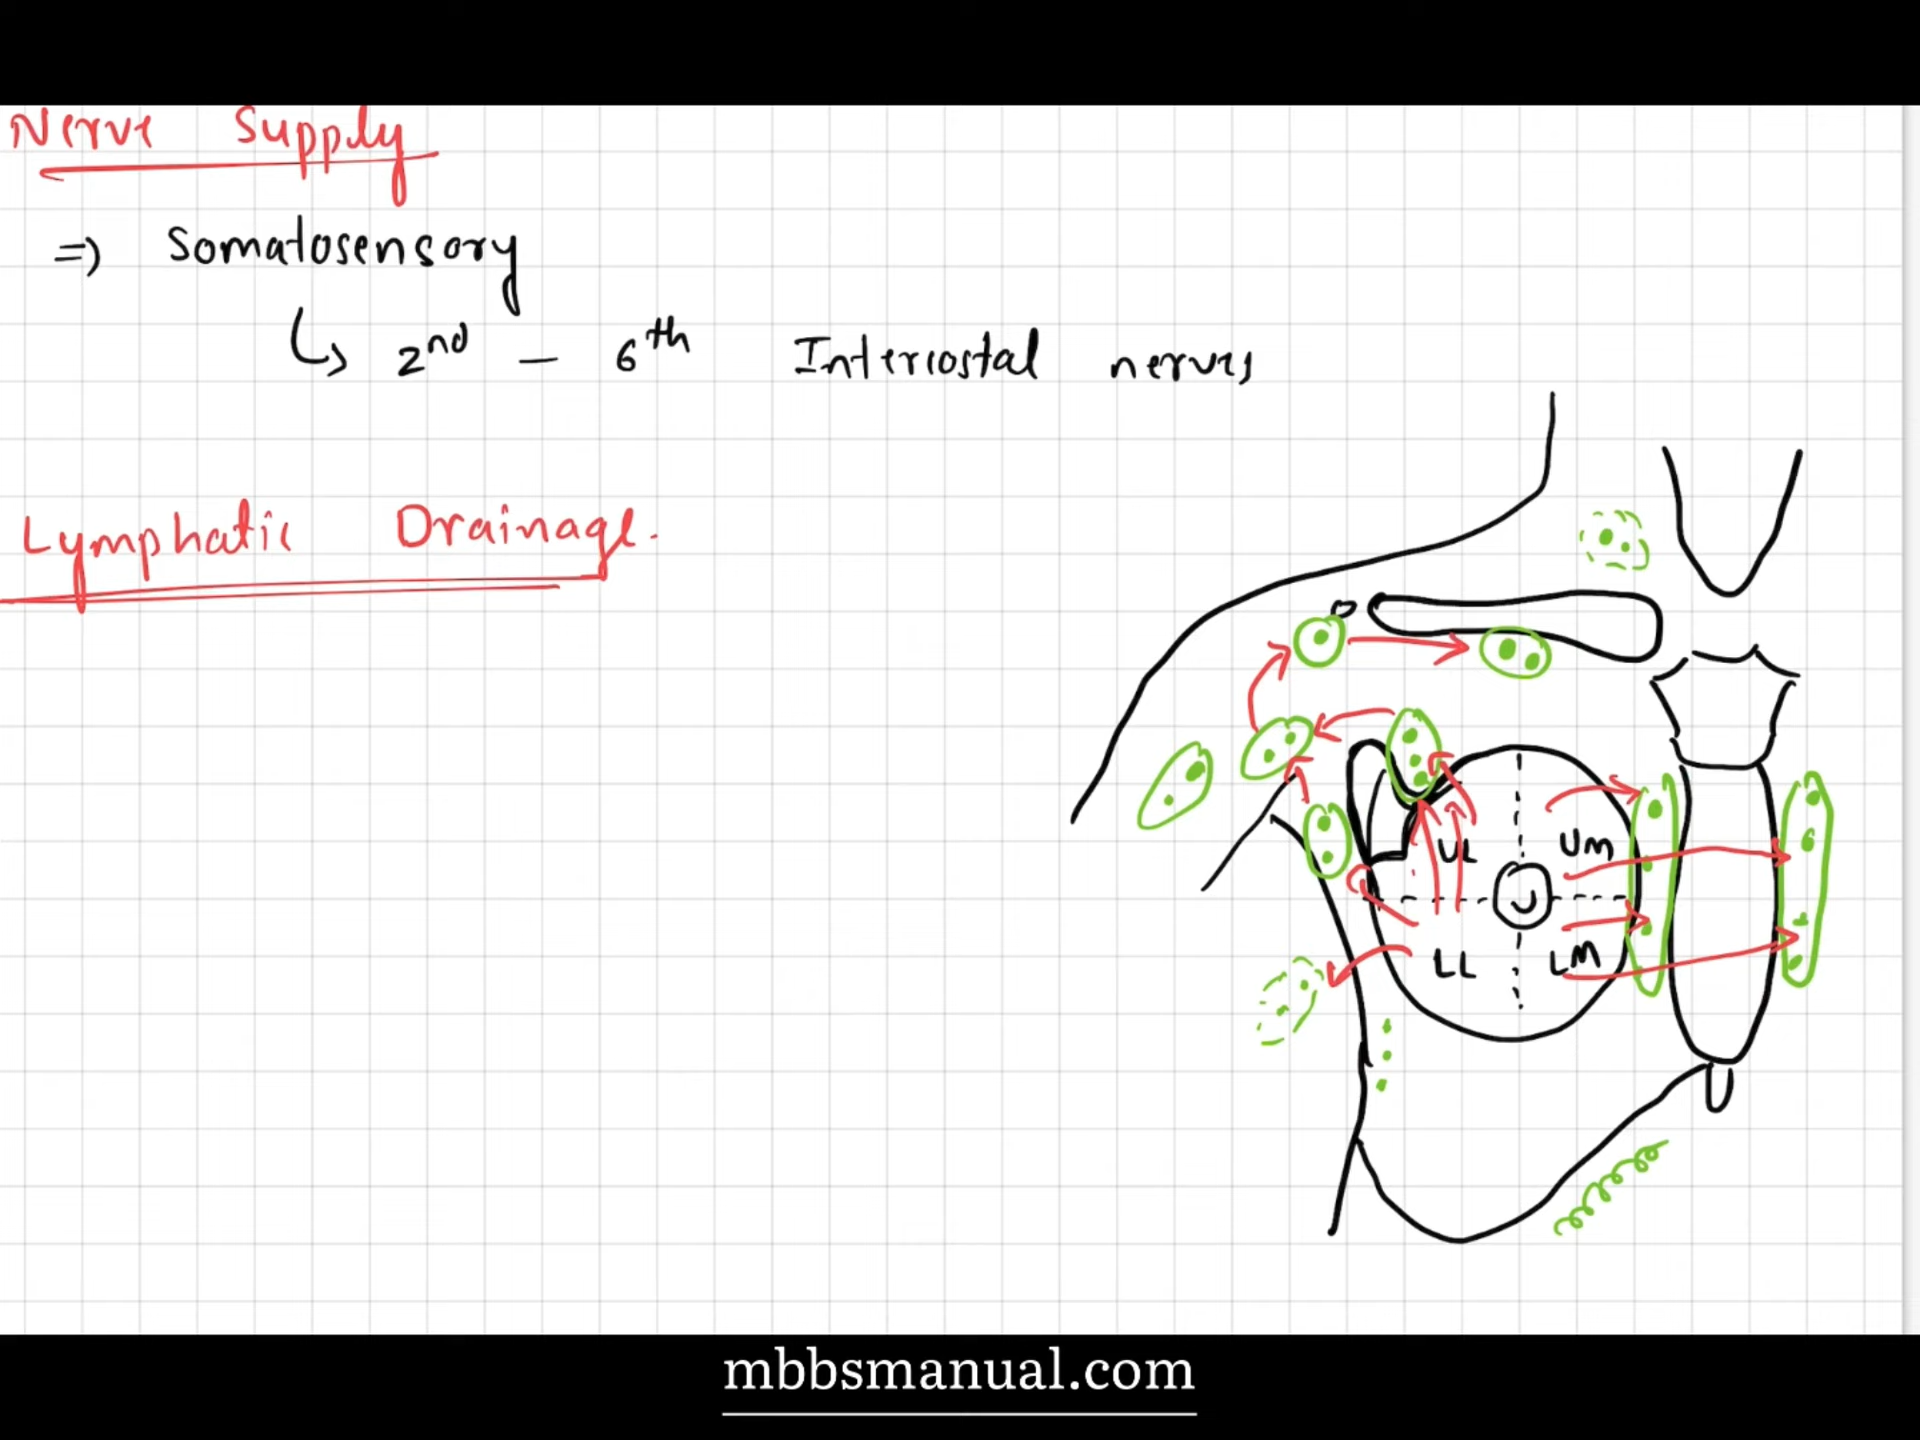 Nerve Supply
=) Somatosensory
↳ 2nd - 6th Intercostal nerves
Lymphatic Drainage.
UL UM
LL LM
mbbsmanual.com